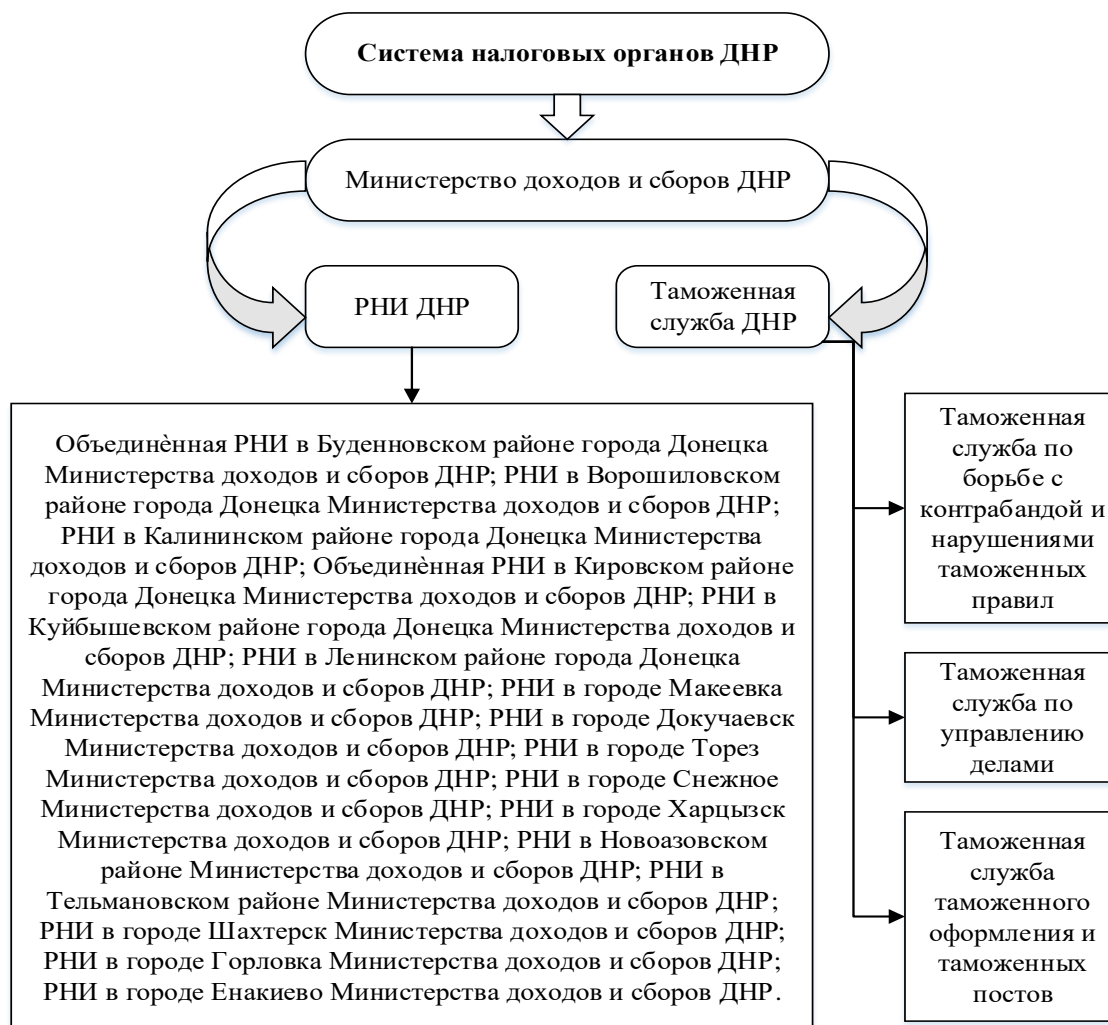 Система налоговых органов ДНР
Министерство доходов и сборов ДНР
РНИ ДНР
Таможенная
служба ДНР
Объединѐнная РНИ в Буденновском районе города Донецка
Министерства доходов и сборов ДНР; РНИ в Ворошиловском
районе города Донецка Министерства доходов и сборов ДНР;
РНИ в Калининском районе города Донецка Министерства
доходов и сборов ДНР; Объединѐнная РНИ в Кировском районе
города Донецка Министерства доходов и сборов ДНР; РНИ в
Куйбышевском районе города Донецка Министерства доходов и
сборов ДНР; РНИ в Ленинском районе города Донецка
Министерства доходов и сборов ДНР; РНИ в городе Макеевка
Министерства доходов и сборов ДНР; РНИ в городе Докучаевск
Министерства доходов и сборов ДНР; РНИ в городе Торез
Министерства доходов и сборов ДНР; РНИ в городе Снежное
Министерства доходов и сборов ДНР; РНИ в городе Харцызск
Министерства доходов и сборов ДНР; РНИ в Новоазовском
районе Министерства доходов и сборов ДНР; РНИ в
Тельмановском районе Министерства доходов и сборов ДНР;
РНИ в городе Шахтерск Министерства доходов и сборов ДНР;
РНИ в городе Горловка Министерства доходов и сборов ДНР;
РНИ в городе Енакиево Министерства доходов и сборов ДНР.
Таможенная
служба по
борьбе с
контрабандой и
нарушениями
таможенных
правил
Таможенная
служба по
управлению
делами
Таможенная
служба
таможенного
оформления и
таможенных
постов